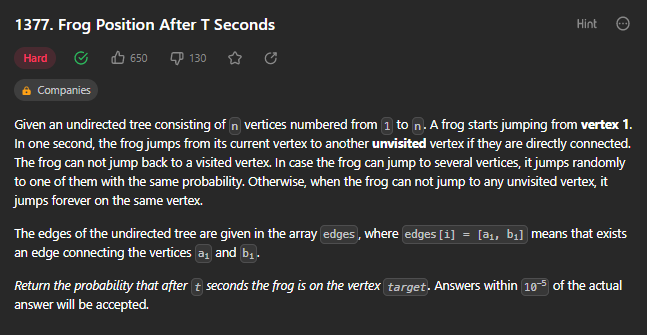 1377. Frog Position After T Seconds
Hint
Hard 650 130
Companies
Given an undirected tree consisting of n vertices numbered from 1 to n. A frog starts jumping from vertex 1.
In one second, the frog jumps from its current vertex to another unvisited vertex if they are directly connected.
The frog can not jump back to a visited vertex. In case the frog can jump to several vertices, it jumps randomly
to one of them with the same probability. Otherwise, when the frog can not jump to any unvisited vertex, it
jumps forever on the same vertex.
The edges of the undirected tree are given in the array edges, where edges[i] = [aᵢ, bᵢ] means that exists
an edge connecting the vertices aᵢ and bᵢ.
Return the probability that after t seconds the frog is on the vertex target. Answers within 10⁻⁵ of the actual
answer will be accepted.